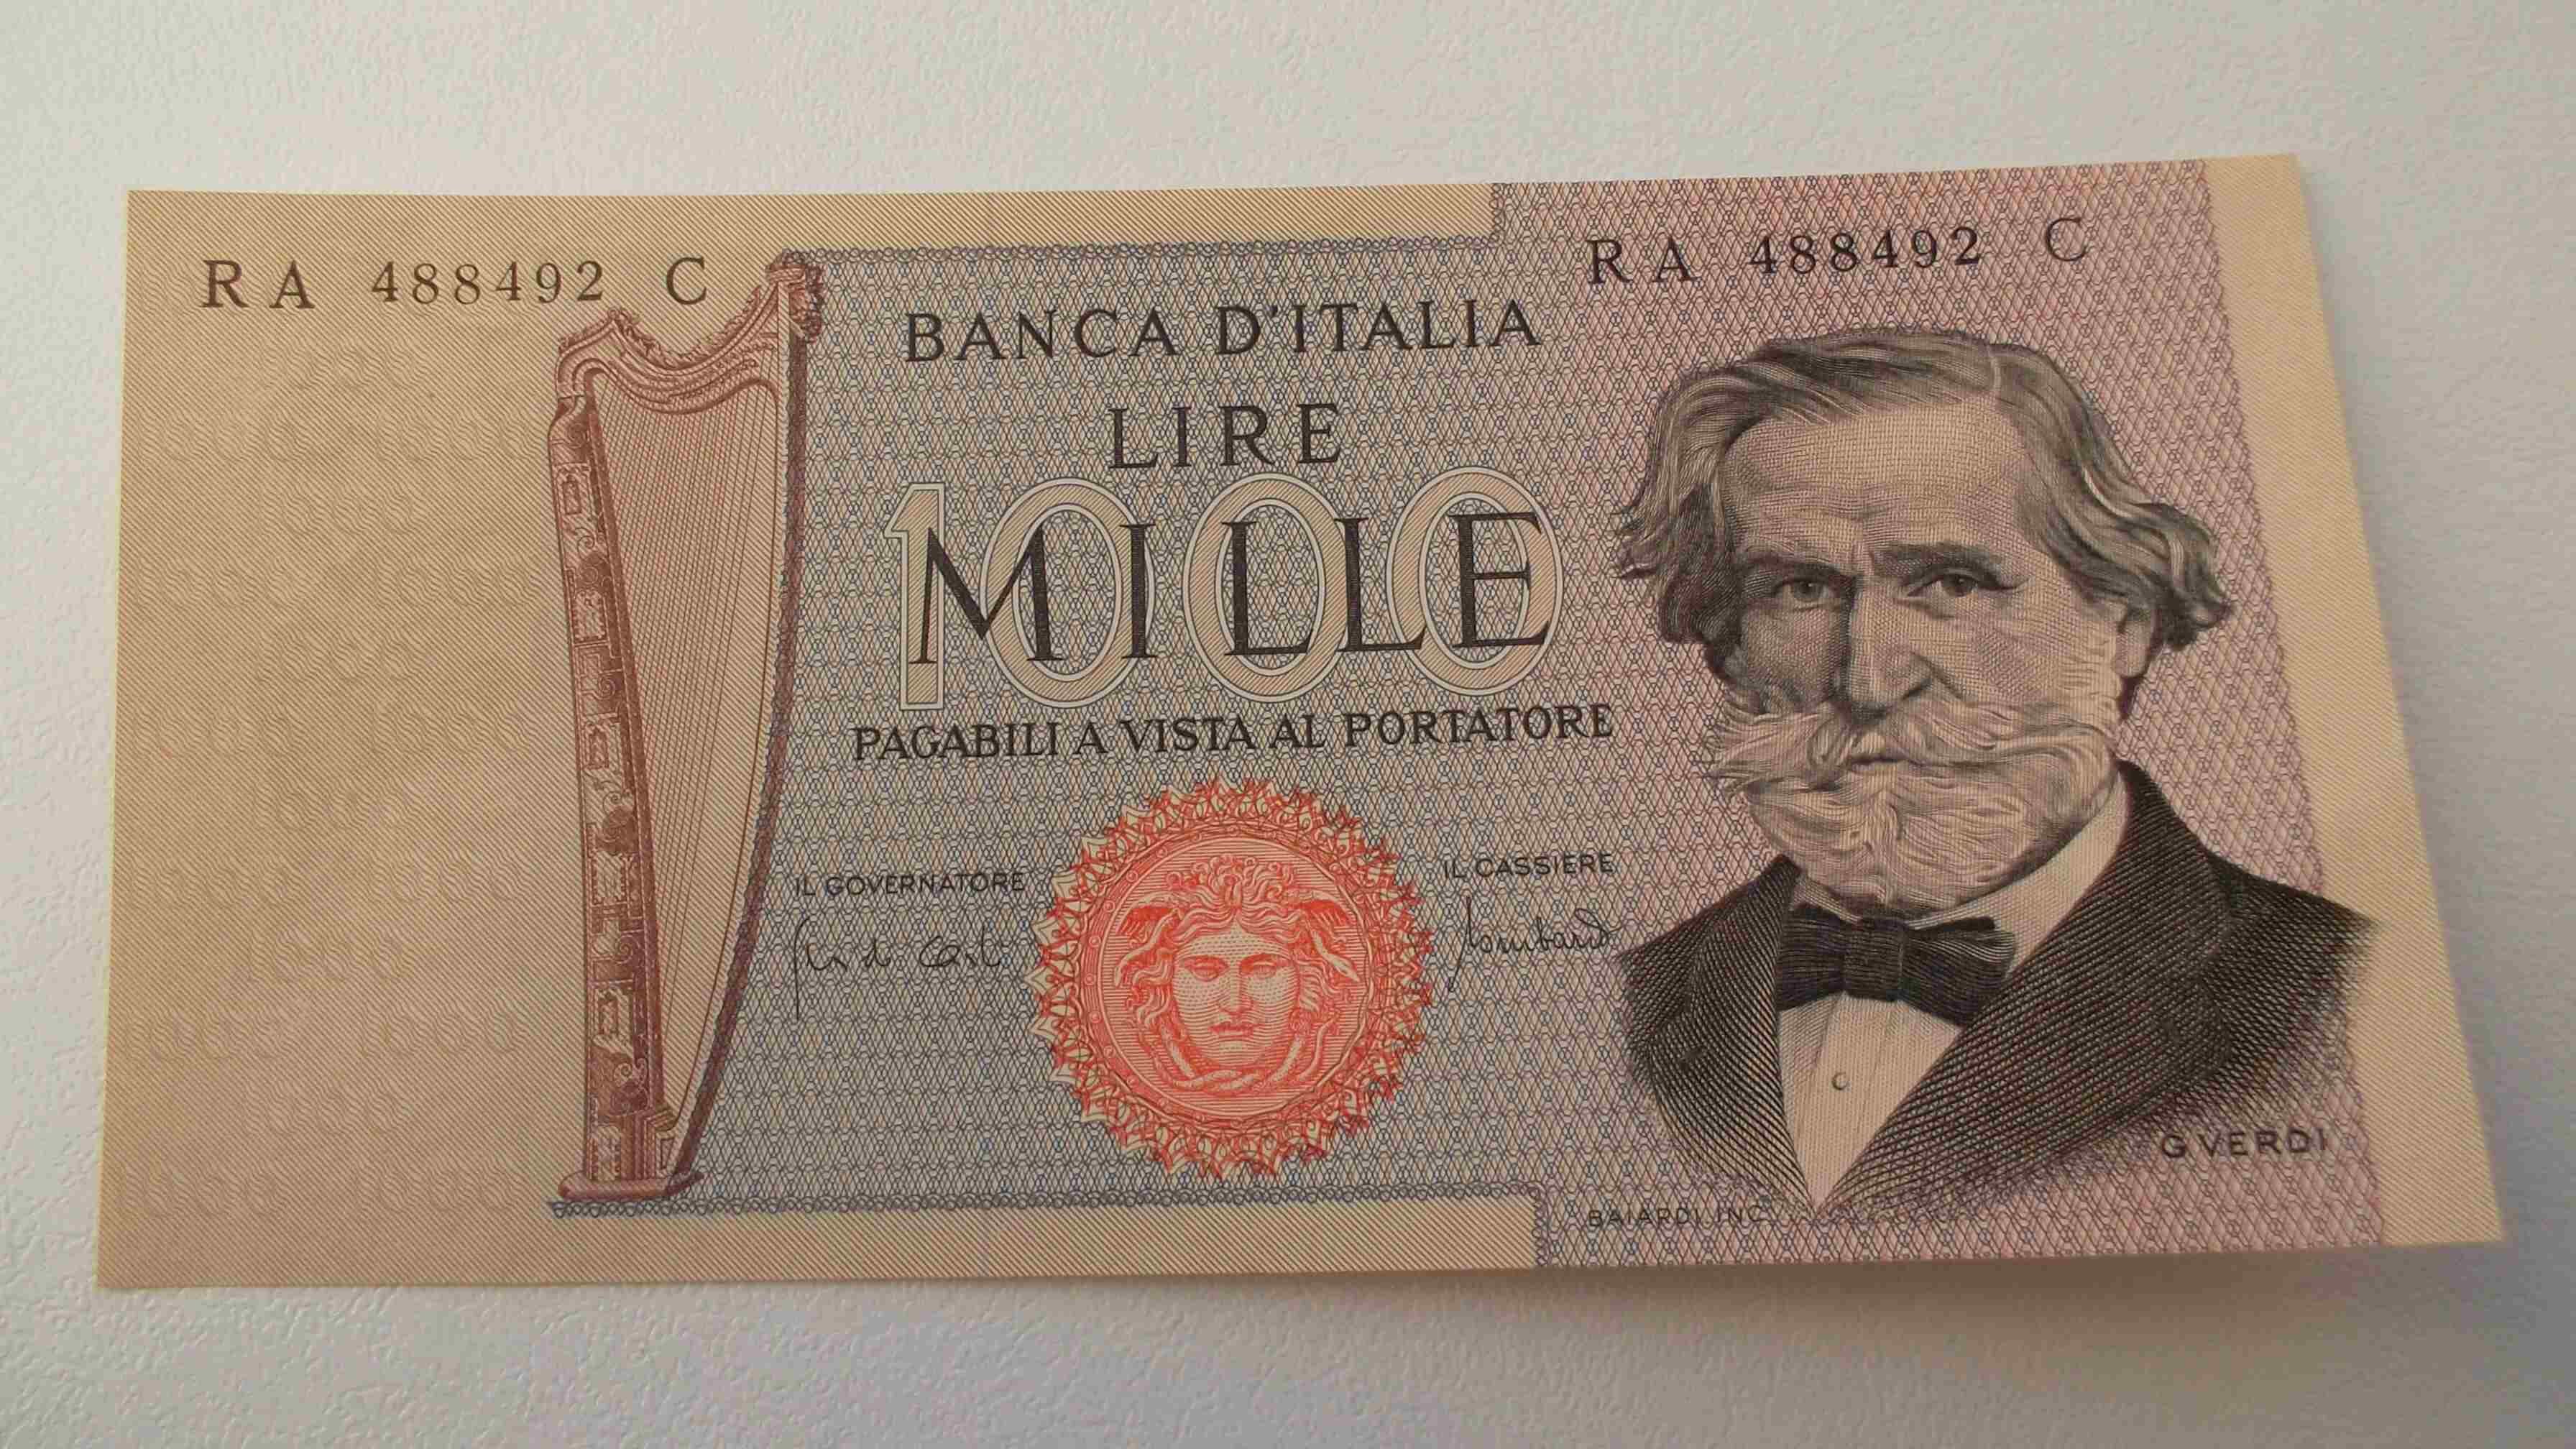 RA 488492 C
RA 488492 C
BANCA D'ITALIA
LIRE
1000
MILLE
PAGABILI A VISTA AL PORTATORE
IL GOVERNATORE
IL CASSIERE
Lombardo
G. VERDI
BAIARDI. INC.